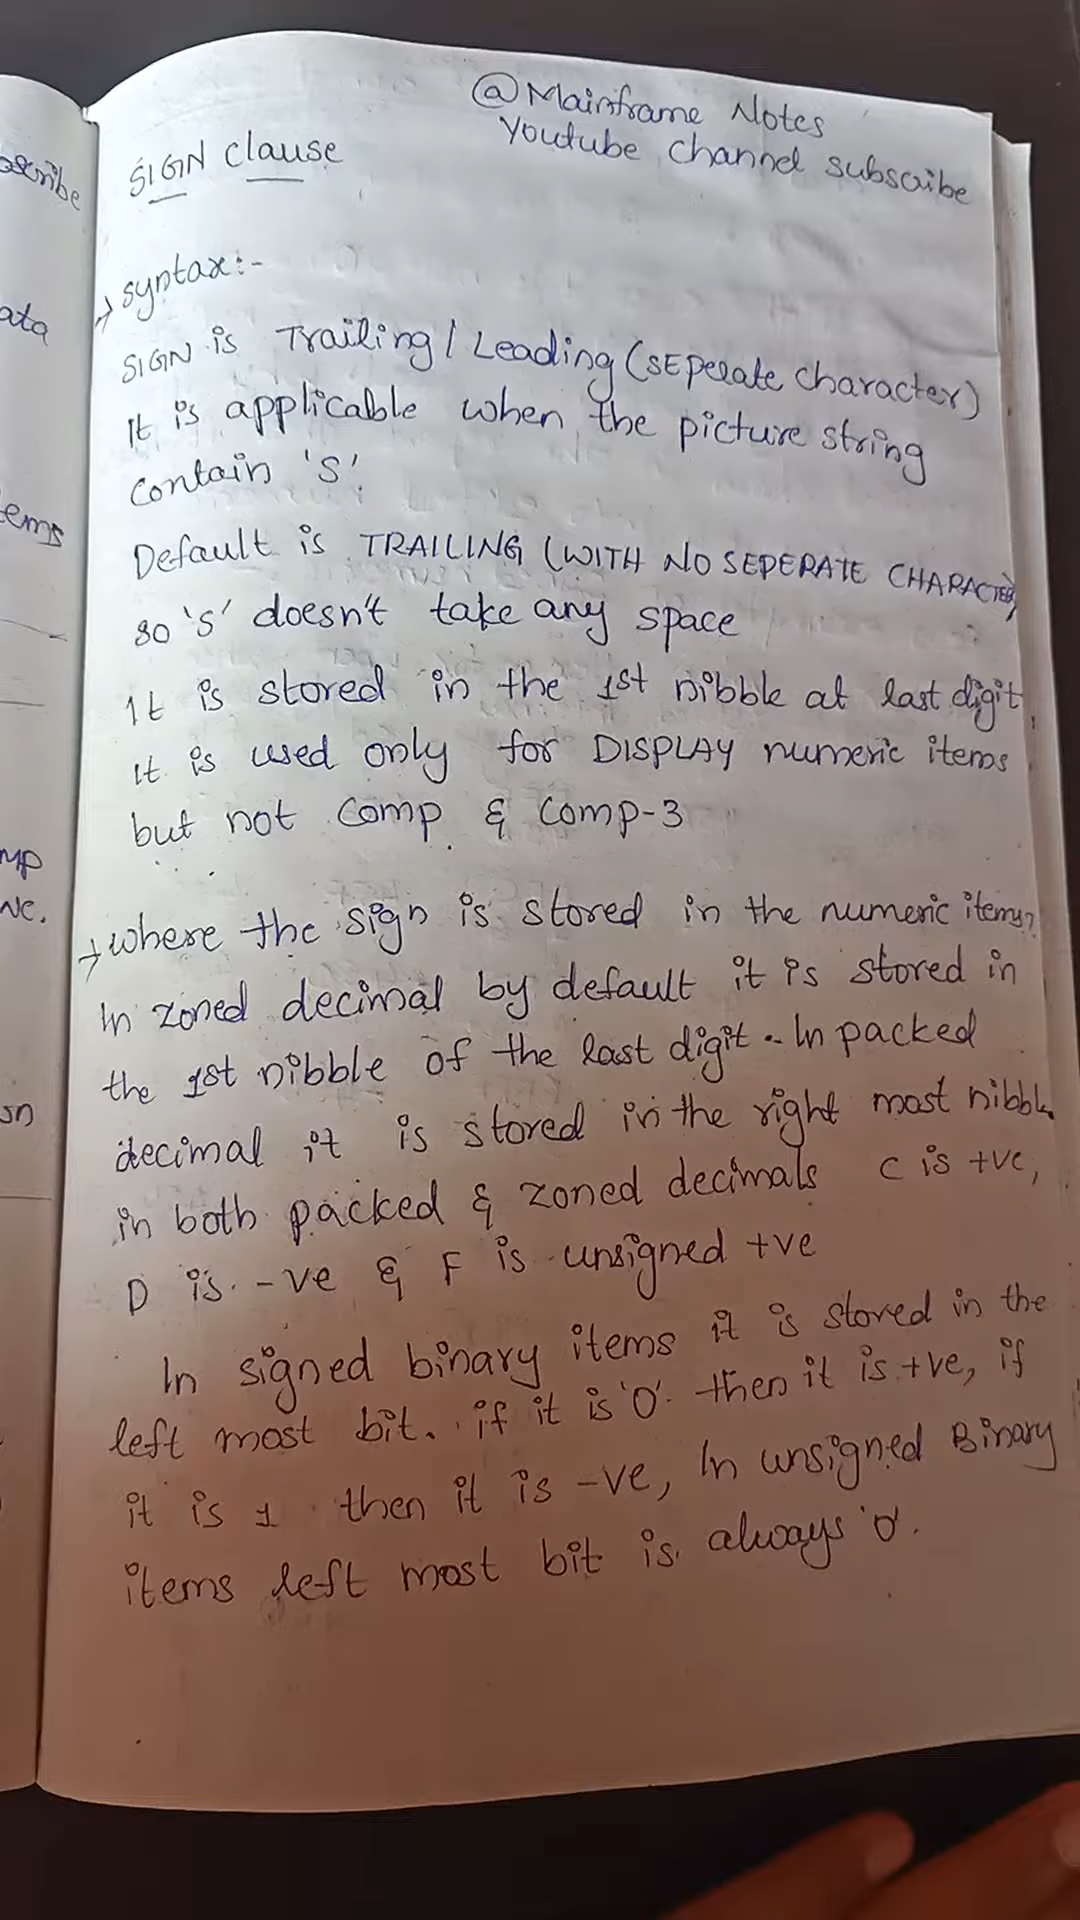 @Mainframe Notes
Youtube channel subscribe
SIGN clause
→ syntax:-
SIGN is Trailing / Leading (SEPerate character)
It is applicable when the picture string
contain 'S'.
Default is TRAILING (WITH NO SEPERATE CHARACTER)
so 's' doesn't take any space
It is stored in the 1st nibble at last digit,
It is used only for DISPLAY numeric items
but not comp & comp-3
→ where the sign is stored in the numeric items?
In zoned decimal by default it is stored in
the 1st nibble of the last digit. In packed
decimal it is stored in the right most nibble
in both packed & zoned decimals C is +ve,
D is -ve & F is unsigned +ve
In signed binary items it is stored in the
left most bit. if it is '0' then it is +ve, if
it is 1 then it is -ve, In unsigned Binary
items left most bit is always '0'.
ata
ems
mp
ve.
on